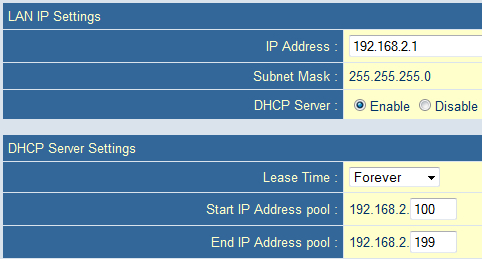 LAN IP Settings
IP Address : 192.168.2.1
Subnet Mask : 255.255.255.0
DHCP Server : Enable Disable
DHCP Server Settings
Lease Time : Forever
Start IP Address pool : 192.168.2. 100
End IP Address pool : 192.168.2. 199